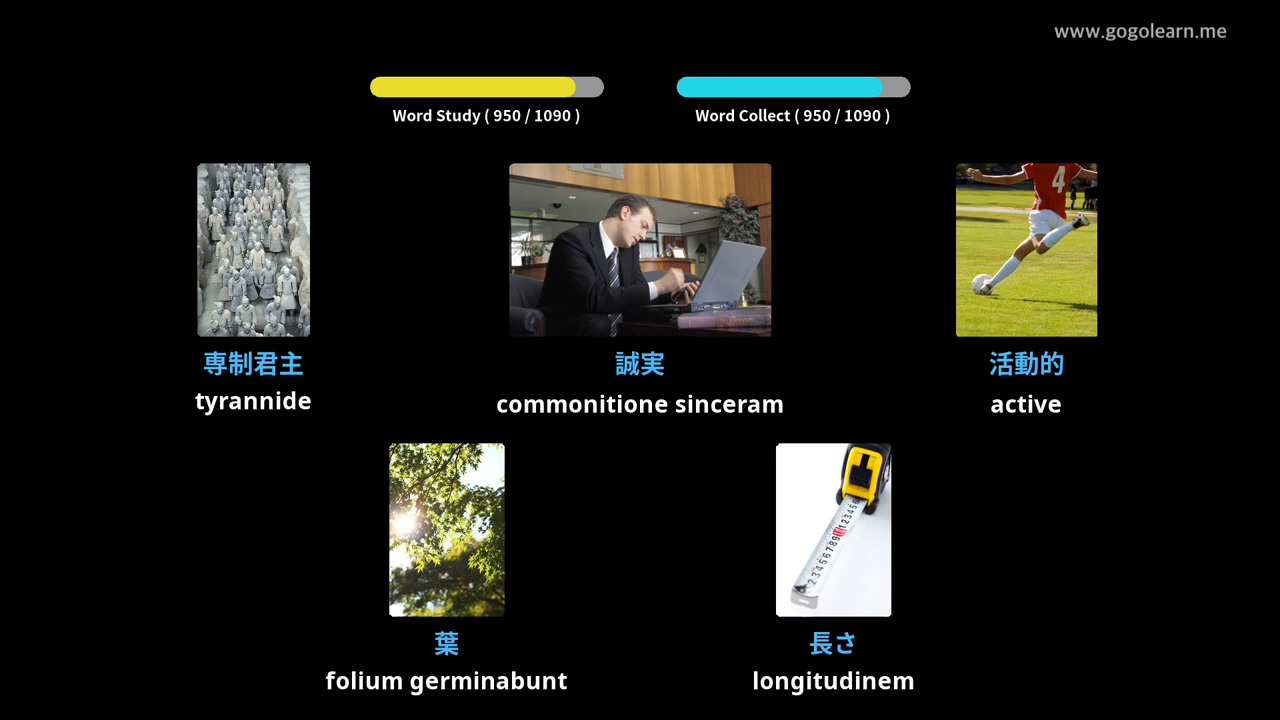 www.gogolearn.me
Word Study ( 950 / 1090 )
Word Collect ( 950 / 1090 )
4
専制君主
tyrannide
誠実
commonitione sinceram
活動的
active
葉
folium germinabunt
長さ
longitudinem